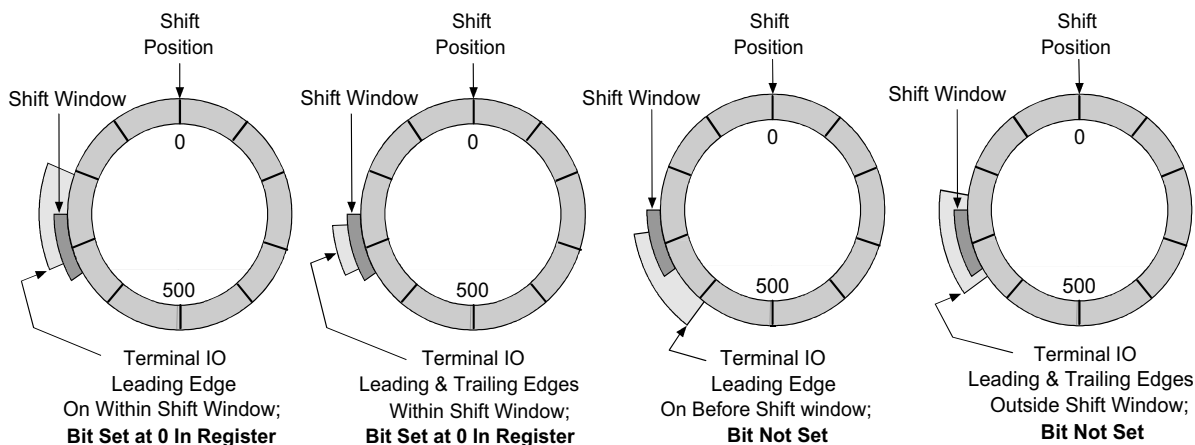 Shift
Position
Shift Window
0
500
Terminal IO
Leading Edge
On Within Shift Window;
Bit Set at 0 In Register
Shift
Position
Shift Window
0
500
Terminal IO
Leading & Trailing Edges
Within Shift Window;
Bit Set at 0 In Register
Shift
Position
Shift Window
0
500
Terminal IO
Leading Edge
On Before Shift window;
Bit Not Set
Shift
Position
Shift Window
0
500
Terminal IO
Leading & Trailing Edges
Outside Shift Window;
Bit Not Set